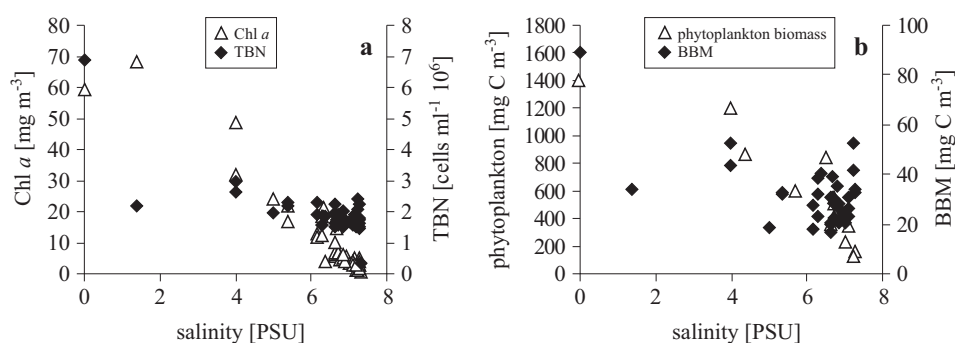 Chl a
TBN
a
Chl a [mg m-3]
80
70
60
50
40
30
20
10
0
8
7
6
5
4
3
2
1
0
TBN [cells ml-1 10^6]
0 2 4 6 8
salinity [PSU]
phytoplankton biomass
BBM
b
phytoplankton [mg C m-3]
1800
1600
1400
1200
1000
800
600
400
200
0
100
80
60
40
20
0
BBM [mg C m-3]
0 2 4 6 8
salinity [PSU]